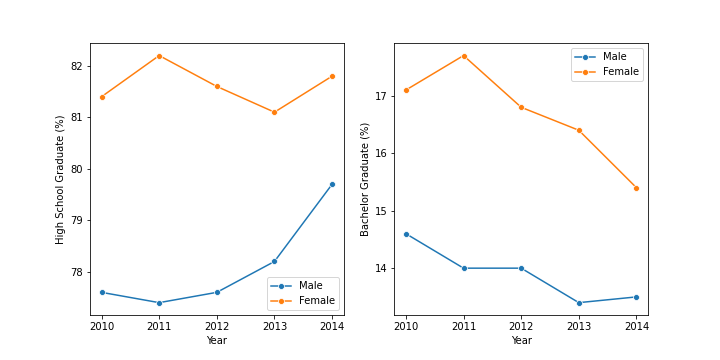 High School Graduate (%)
82
81
80
79
78
2010 2011 2012 2013 2014
Year
Male
Female
Bachelor Graduate (%)
17
16
15
14
2010 2011 2012 2013 2014
Year
Male
Female